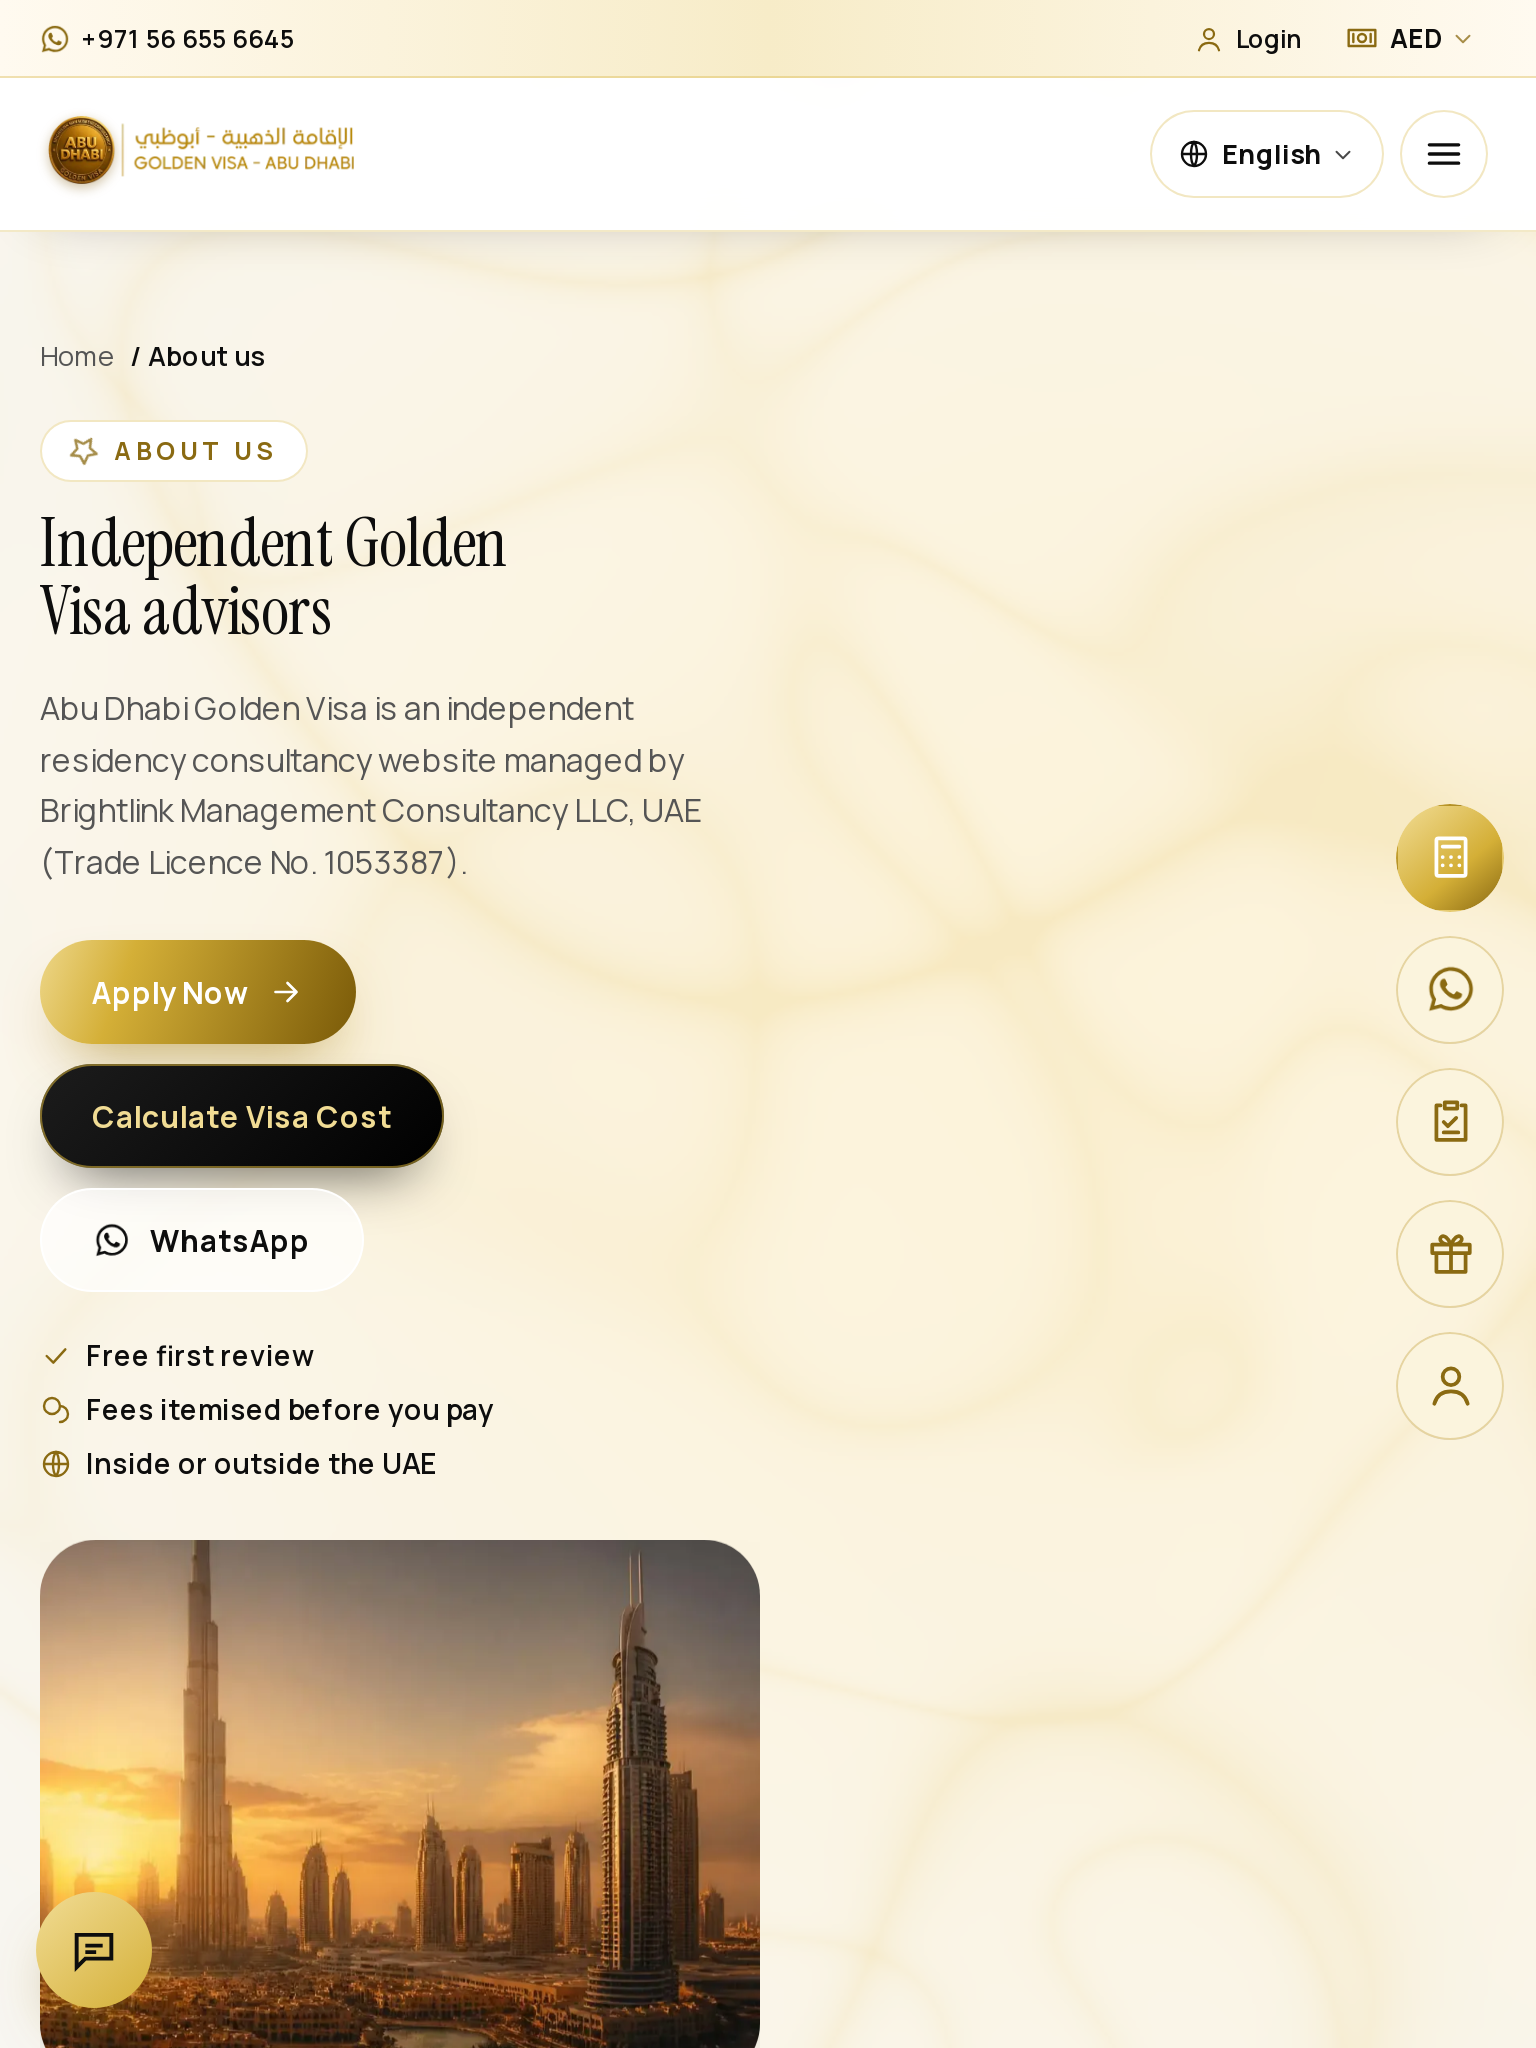 +971 56 655 6645
Login
AED
ABU DHABI
الإقامة الذهبية - أبوظبي
GOLDEN VISA - ABU DHABI
English
Home / About us
ABOUT US
Independent Golden
Visa advisors
Abu Dhabi Golden Visa is an independent
residency consultancy website managed by
Brightlink Management Consultancy LLC, UAE
(Trade Licence No. 1053387).
Apply Now
Calculate Visa Cost
WhatsApp
Free first review
Fees itemised before you pay
Inside or outside the UAE